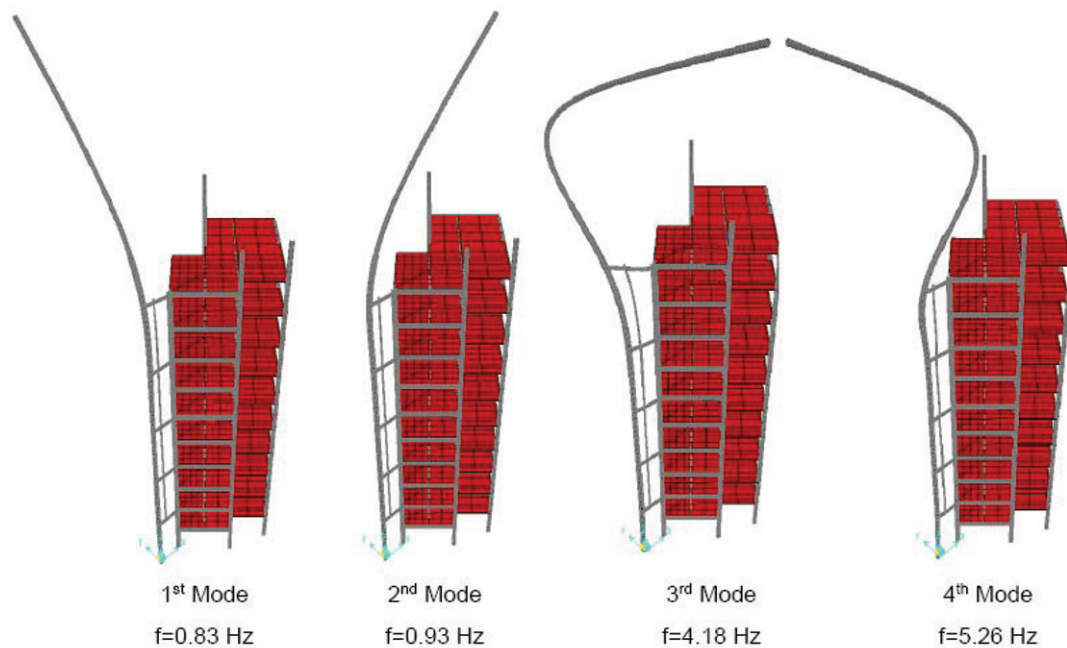 1st Mode
f=0.83 Hz
2nd Mode
f=0.93 Hz
3rd Mode
f=4.18 Hz
4th Mode
f=5.26 Hz